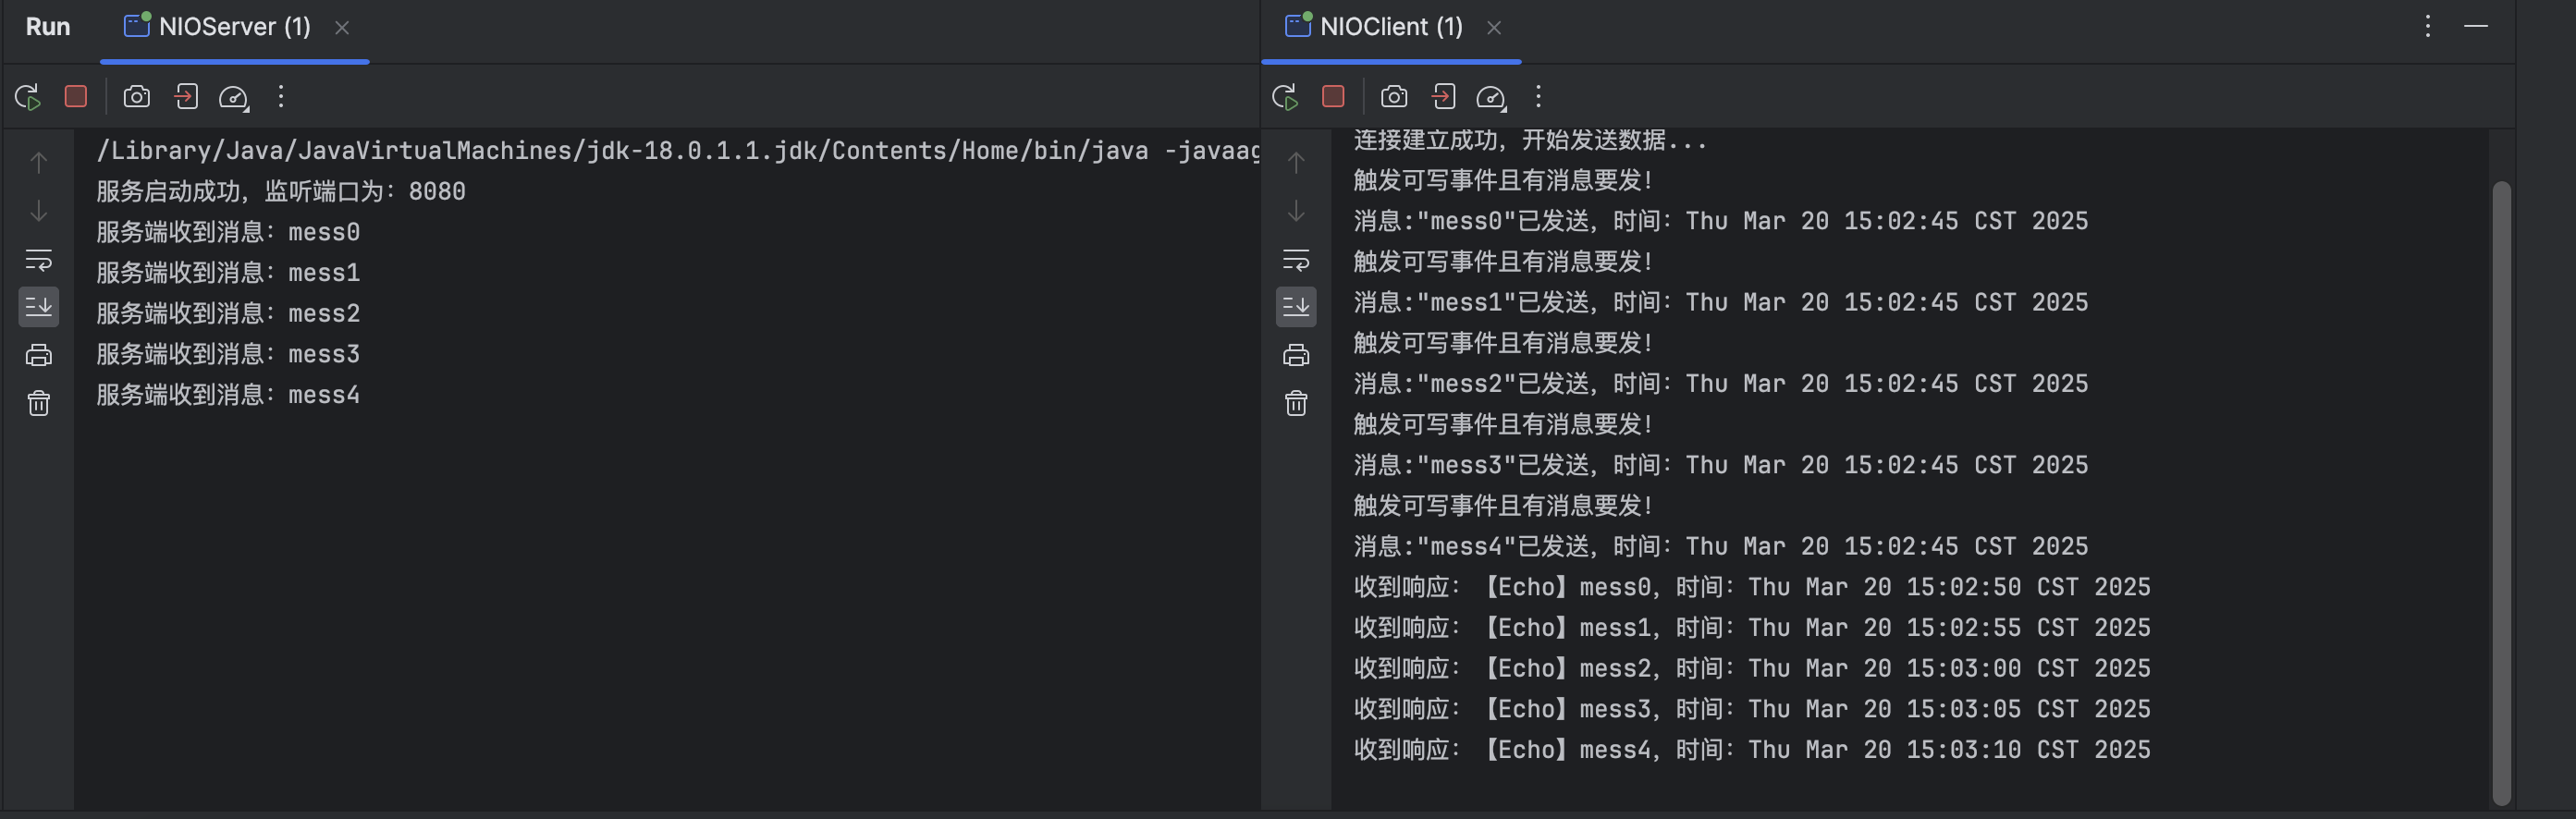 Run
NIOServer (1)
/Library/Java/JavaVirtualMachines/jdk-18.0.1.1.jdk/Contents/Home/bin/java -javaag
服务启动成功，监听端口为：8080
服务端收到消息：mess0
服务端收到消息：mess1
服务端收到消息：mess2
服务端收到消息：mess3
服务端收到消息：mess4
NIOClient (1)
连接建立成功，开始发送数据...
触发可写事件且有消息要发！
消息:"mess0"已发送，时间：Thu Mar 20 15:02:45 CST 2025
触发可写事件且有消息要发！
消息:"mess1"已发送，时间：Thu Mar 20 15:02:45 CST 2025
触发可写事件且有消息要发！
消息:"mess2"已发送，时间：Thu Mar 20 15:02:45 CST 2025
触发可写事件且有消息要发！
消息:"mess3"已发送，时间：Thu Mar 20 15:02:45 CST 2025
触发可写事件且有消息要发！
消息:"mess4"已发送，时间：Thu Mar 20 15:02:45 CST 2025
收到响应：【Echo】mess0，时间：Thu Mar 20 15:02:50 CST 2025
收到响应：【Echo】mess1，时间：Thu Mar 20 15:02:55 CST 2025
收到响应：【Echo】mess2，时间：Thu Mar 20 15:03:00 CST 2025
收到响应：【Echo】mess3，时间：Thu Mar 20 15:03:05 CST 2025
收到响应：【Echo】mess4，时间：Thu Mar 20 15:03:10 CST 2025